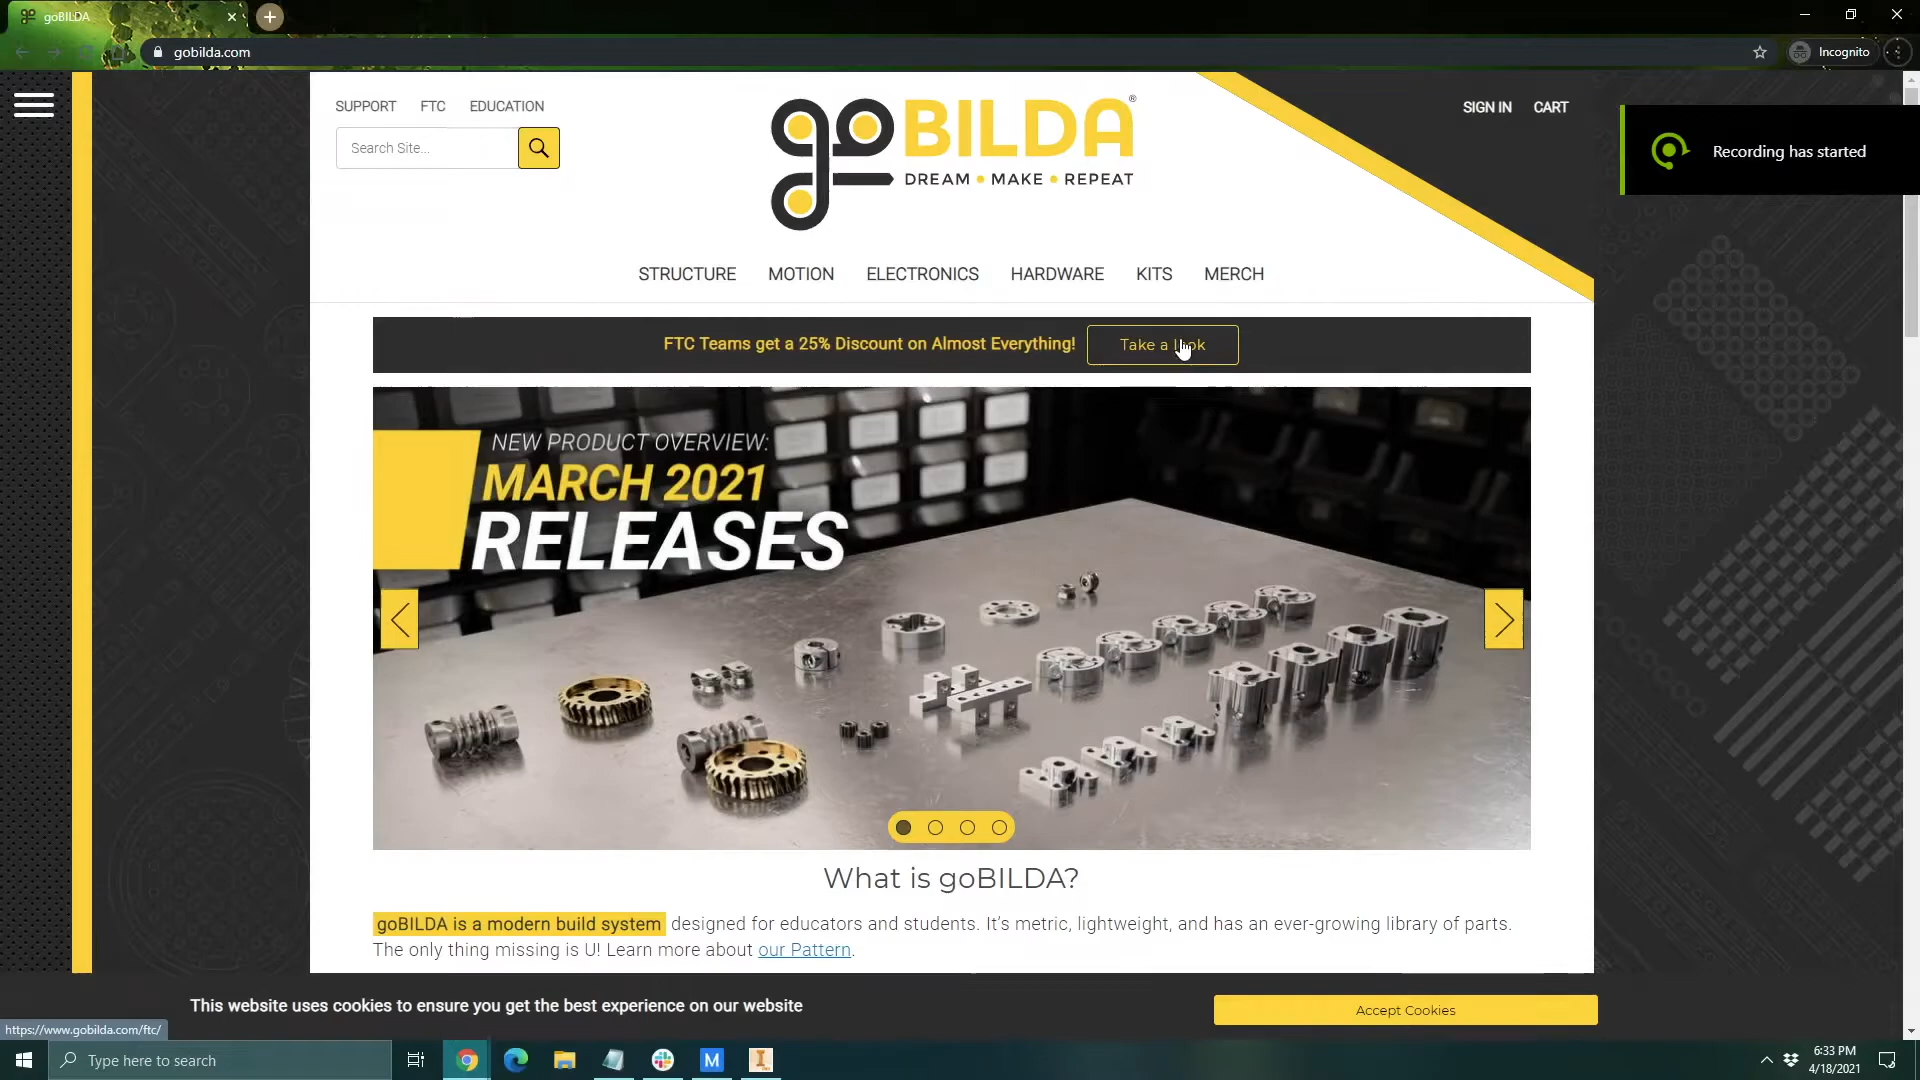 goBILDA
gobilda.com
Incognito
SUPPORT FTC EDUCATION
Search Site...
goBILDA®
DREAM • MAKE • REPEAT
SIGN IN CART
Recording has started
STRUCTURE MOTION ELECTRONICS HARDWARE KITS MERCH
FTC Teams get a 25% Discount on Almost Everything! Take a
NEW PRODUCT OVERVIEW:
MARCH 2021
RELEASES
What is goBILDA?
goBILDA is a modern build system designed for educators and students. It's metric, lightweight, and has an ever-growing library of parts.
The only thing missing is U! Learn more about our Pattern.
This website uses cookies to ensure you get the best experience on our website
Accept Cookies
https://www.gobilda.com/ftc/
Type here to search
M
I
6:33 PM
4/18/2021